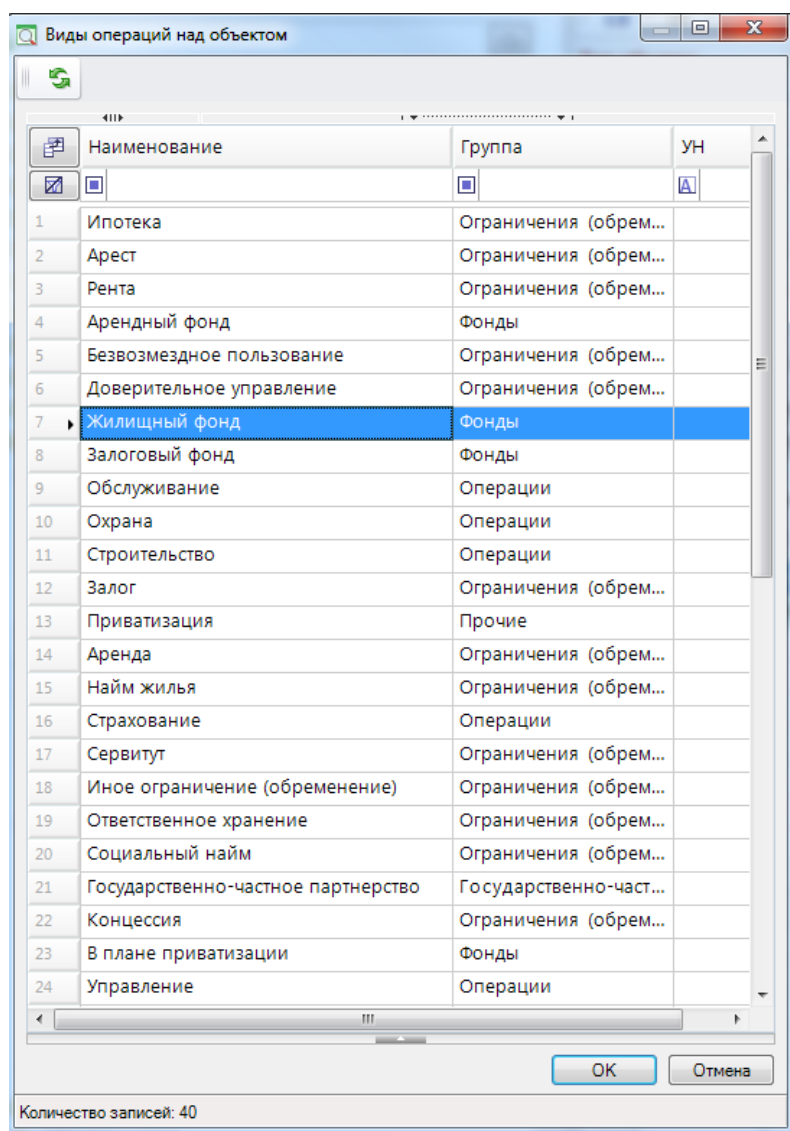 Виды операций над объектом
Наименование Группа УН
1 Ипотека Ограничения (обрем...
2 Арест Ограничения (обрем...
3 Рента Ограничения (обрем...
4 Арендный фонд Фонды
5 Безвозмездное пользование Ограничения (обрем...
6 Доверительное управление Ограничения (обрем...
7 Жилищный фонд Фонды
8 Залоговый фонд Фонды
9 Обслуживание Операции
10 Охрана Операции
11 Строительство Операции
12 Залог Ограничения (обрем...
13 Приватизация Прочие
14 Аренда Ограничения (обрем...
15 Найм жилья Ограничения (обрем...
16 Страхование Операции
17 Сервитут Ограничения (обрем...
18 Иное ограничение (обременение) Ограничения (обрем...
19 Ответственное хранение Ограничения (обрем...
20 Социальный найм Ограничения (обрем...
21 Государственно-частное партнерство Государственно-част...
22 Концессия Ограничения (обрем...
23 В плане приватизации Фонды
24 Управление Операции
OK Отмена
Количество записей: 40